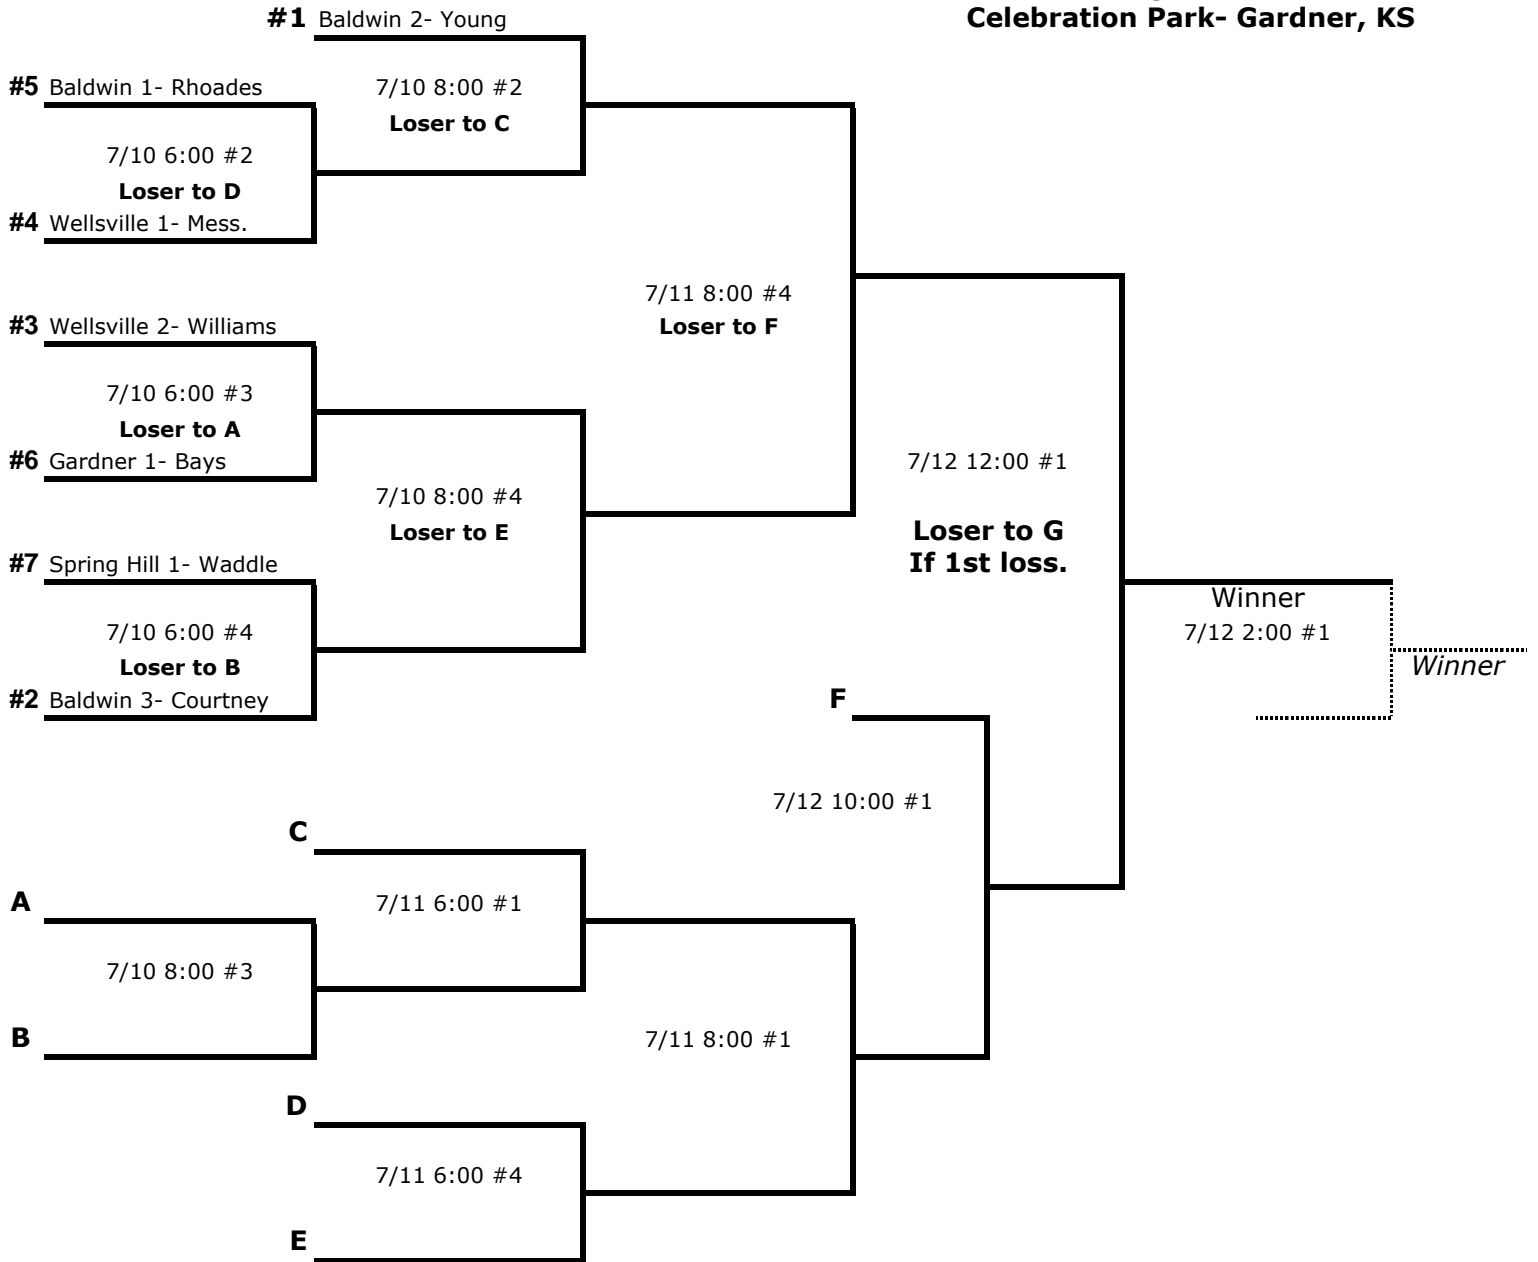 Celebration Park- Gardner, KS
#1 Baldwin 2- Young
#5 Baldwin 1- Rhoades
7/10 8:00 #2
Loser to C
7/10 6:00 #2
Loser to D
#4 Wellsville 1- Mess.
7/11 8:00 #4
Loser to F
#3 Wellsville 2- Williams
7/10 6:00 #3
Loser to A
#6 Gardner 1- Bays
7/12 12:00 #1
7/10 8:00 #4
Loser to E
Loser to G
If 1st loss.
#7 Spring Hill 1- Waddle
Winner
7/10 6:00 #4
7/12 2:00 #1
Loser to B
Winner
#2 Baldwin 3- Courtney
F
7/12 10:00 #1
C
A
7/11 6:00 #1
7/10 8:00 #3
B
7/11 8:00 #1
D
7/11 6:00 #4
E